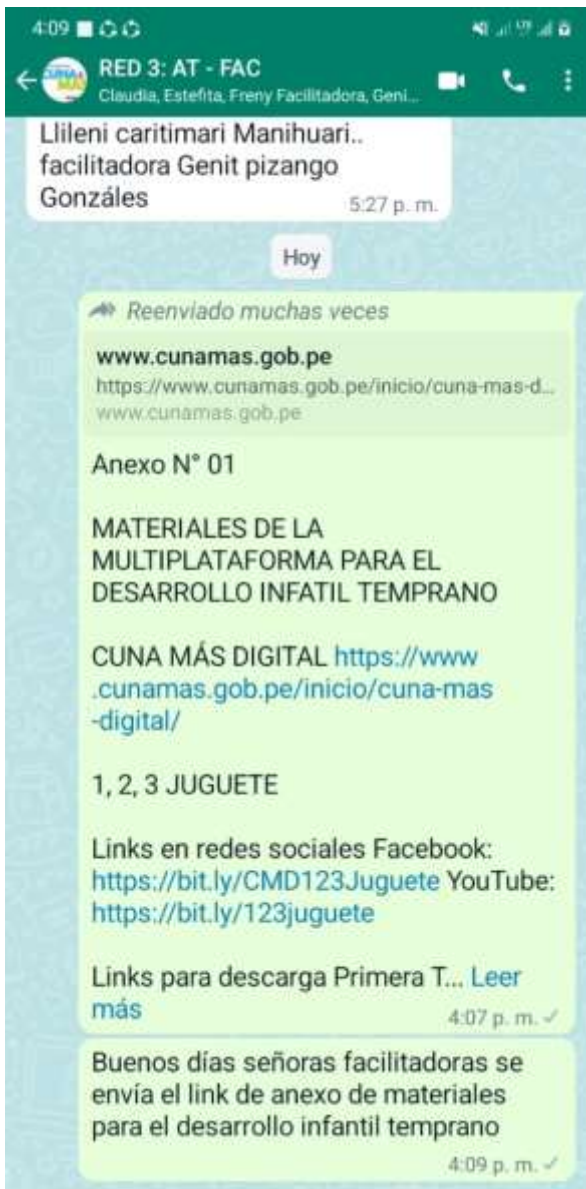 4:09
RED 3: AT - FAC
Claudia, Estefita, Freny Facilitadora, Geni...
Llileni caritimari Manihuari..
facilitadora Genit pizango
Gonzáles
5:27 p. m.
Hoy
Reenviado muchas veces
www.cunamas.gob.pe
https://www.cunamas.gob.pe/inicio/cuna-mas-d...
www.cunamas.gob.pe
Anexo N° 01
MATERIALES DE LA
MULTIPLATAFORMA PARA EL
DESARROLLO INFATIL TEMPRANO
CUNA MÁS DIGITAL https://www
.cunamas.gob.pe/inicio/cuna-mas
-digital/
1, 2, 3 JUGUETE
Links en redes sociales Facebook:
https://bit.ly/CMD123Juguete YouTube:
https://bit.ly/123juguete
Links para descarga Primera T... Leer
más
4:07 p. m.
Buenos días señoras facilitadoras se
envía el link de anexo de materiales
para el desarrollo infantil temprano
4:09 p. m.